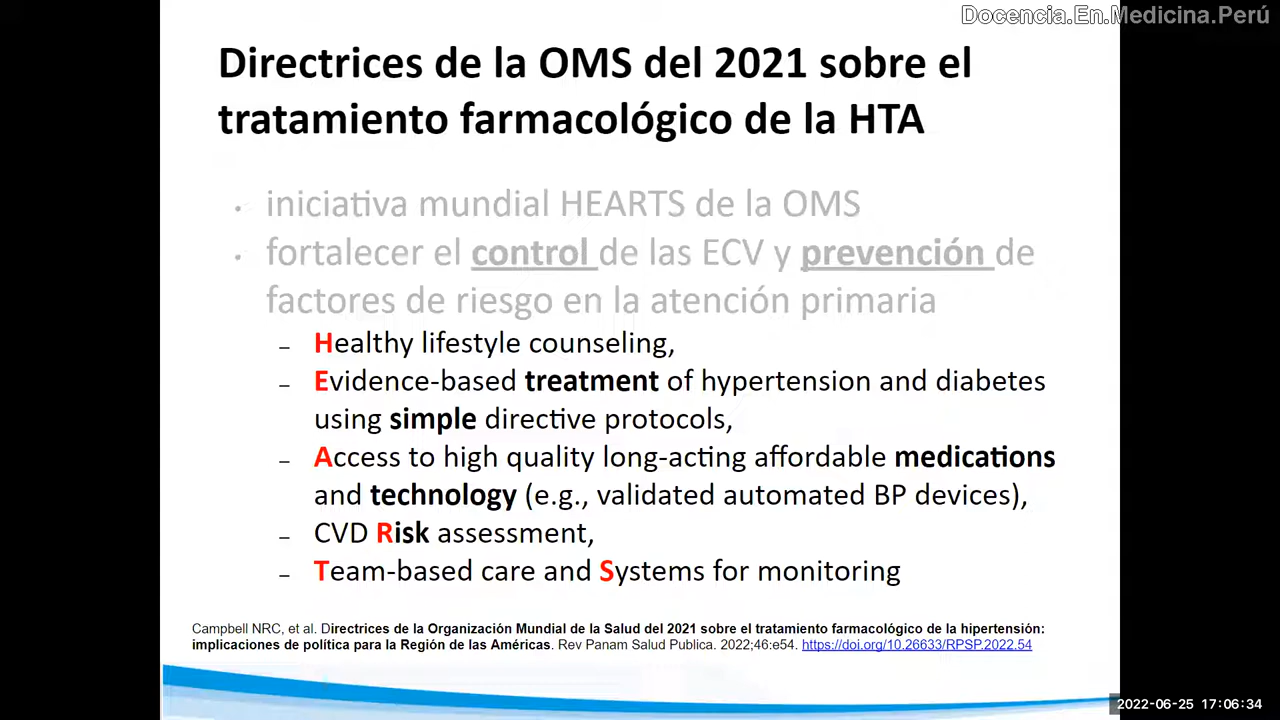 Docencia.En.Medicina.Perú
Directrices de la OMS del 2021 sobre el
tratamiento farmacológico de la HTA
• iniciativa mundial HEARTS de la OMS
• fortalecer el control de las ECV y prevención de
factores de riesgo en la atención primaria
– Healthy lifestyle counseling,
– Evidence-based treatment of hypertension and diabetes
using simple directive protocols,
– Access to high quality long-acting affordable medications
and technology (e.g., validated automated BP devices),
– CVD Risk assessment,
– Team-based care and Systems for monitoring
Campbell NRC, et al. Directrices de la Organización Mundial de la Salud del 2021 sobre el tratamiento farmacológico de la hipertensión:
implicaciones de política para la Región de las Américas. Rev Panam Salud Publica. 2022;46:e54. https://doi.org/10.26633/RPSP.2022.54
2022-06-25 17:06:34